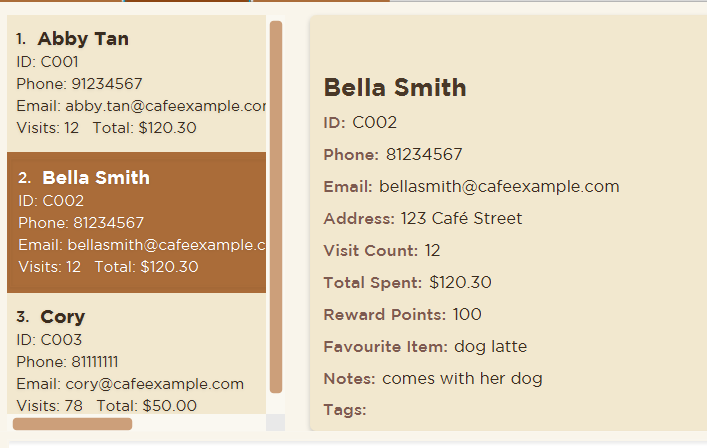 1. Abby Tan
ID: C001
Phone: 91234567
Email: abby.tan@cafeexample.cor
Visits: 12 Total: $120.30
2. Bella Smith
ID: C002
Phone: 81234567
Email: bellasmith@cafeexample.c
Visits: 12 Total: $120.30
3. Cory
ID: C003
Phone: 81111111
Email: cory@cafeexample.com
Visits: 78 Total: $50.00
Bella Smith
ID: C002
Phone: 81234567
Email: bellasmith@cafeexample.com
Address: 123 Café Street
Visit Count: 12
Total Spent: $120.30
Reward Points: 100
Favourite Item: dog latte
Notes: comes with her dog
Tags: